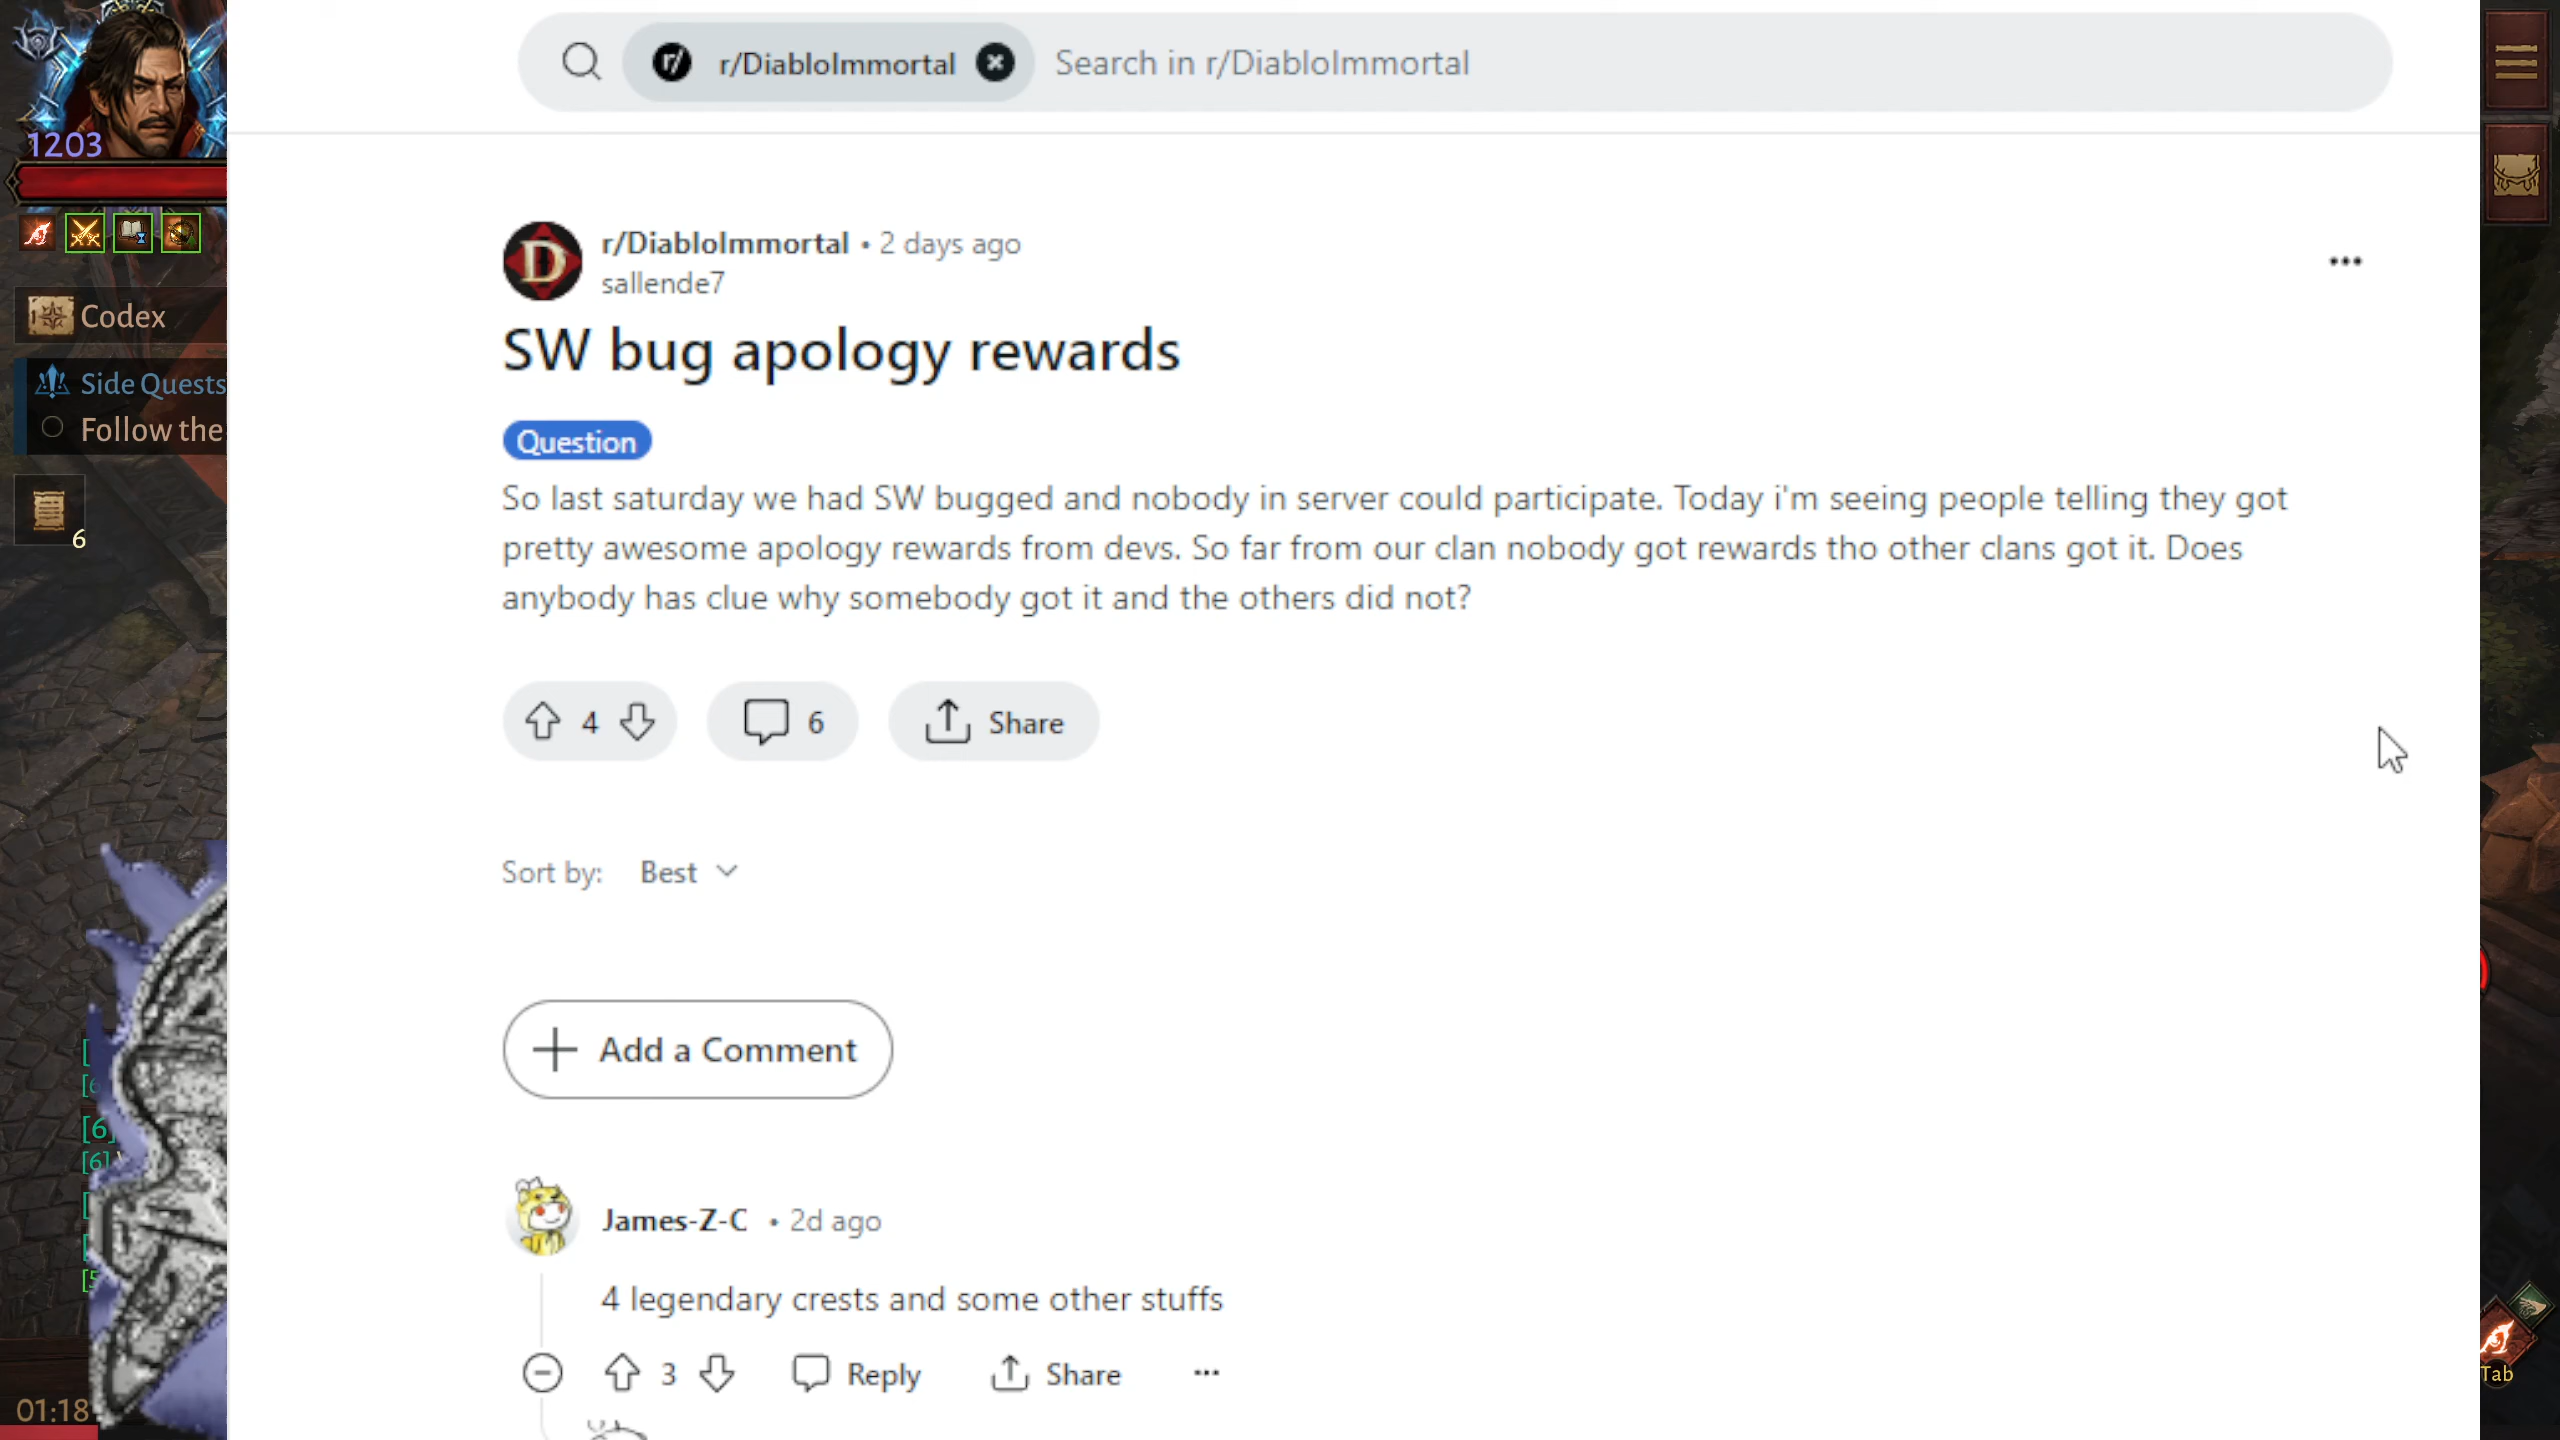 r/DiabloImmortal
Search in r/DiabloImmortal
1203
Codex
Side Quests
Follow the
6
r/DiabloImmortal • 2 days ago
sallende7
SW bug apology rewards
Question
So last saturday we had SW bugged and nobody in server could participate. Today i'm seeing people telling they got
pretty awesome apology rewards from devs. So far from our clan nobody got rewards tho other clans got it. Does
anybody has clue why somebody got it and the others did not?
4
6
Share
Sort by: Best
Add a Comment
James-Z-C • 2d ago
4 legendary crests and some other stuffs
3
Reply
Share
[6]
[6]
01:18
Tab